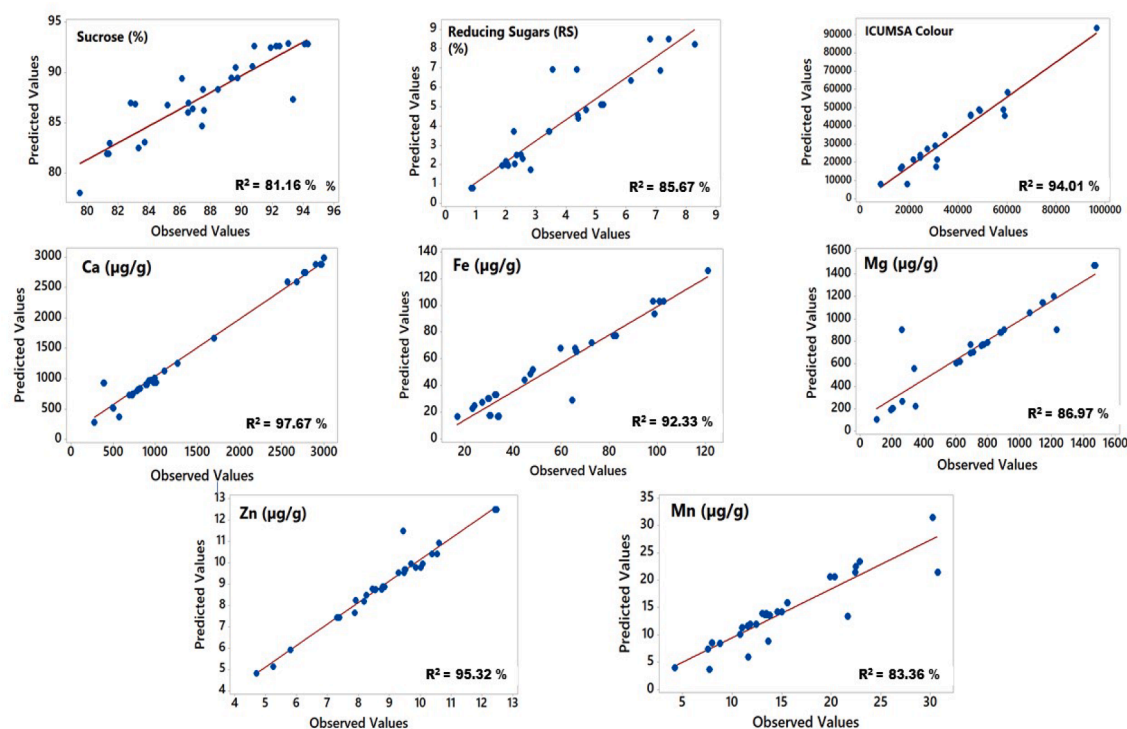 Sucrose (%)
Predicted Values
95
90
85
80
R² = 81.16 % %
80 82 84 86 88 90 92 94 96
Observed Values
Reducing Sugars (RS)
(%)
Predicted Values
9
8
7
6
5
4
3
2
1
0
R² = 85.67 %
0 1 2 3 4 5 6 7 8 9
Observed Values
ICUMSA Colour
Predicted Values
90000
80000
70000
60000
50000
40000
30000
20000
10000
0
R² = 94.01 %
0 20000 40000 60000 80000 100000
Observed Values
Ca (µg/g)
Predicted Values
3000
2500
2000
1500
1000
500
0
R² = 97.67 %
0 500 1000 1500 2000 2500 3000
Observed Values
Fe (µg/g)
Predicted Values
140
120
100
80
60
40
20
0
R² = 92.33 %
20 40 60 80 100 120
Observed Values
Mg (µg/g)
Predicted Values
1600
1400
1200
1000
800
600
400
200
0
R² = 86.97 %
0 200 400 600 800 1000 1200 1400 1600
Observed Values
Zn (µg/g)
Predicted Values
13
12
11
10
9
8
7
6
5
4
R² = 95.32 %
4 5 6 7 8 9 10 11 12 13
Observed Values
Mn (µg/g)
Predicted Values
35
30
25
20
15
10
5
0
R² = 83.36 %
5 10 15 20 25 30
Observed Values